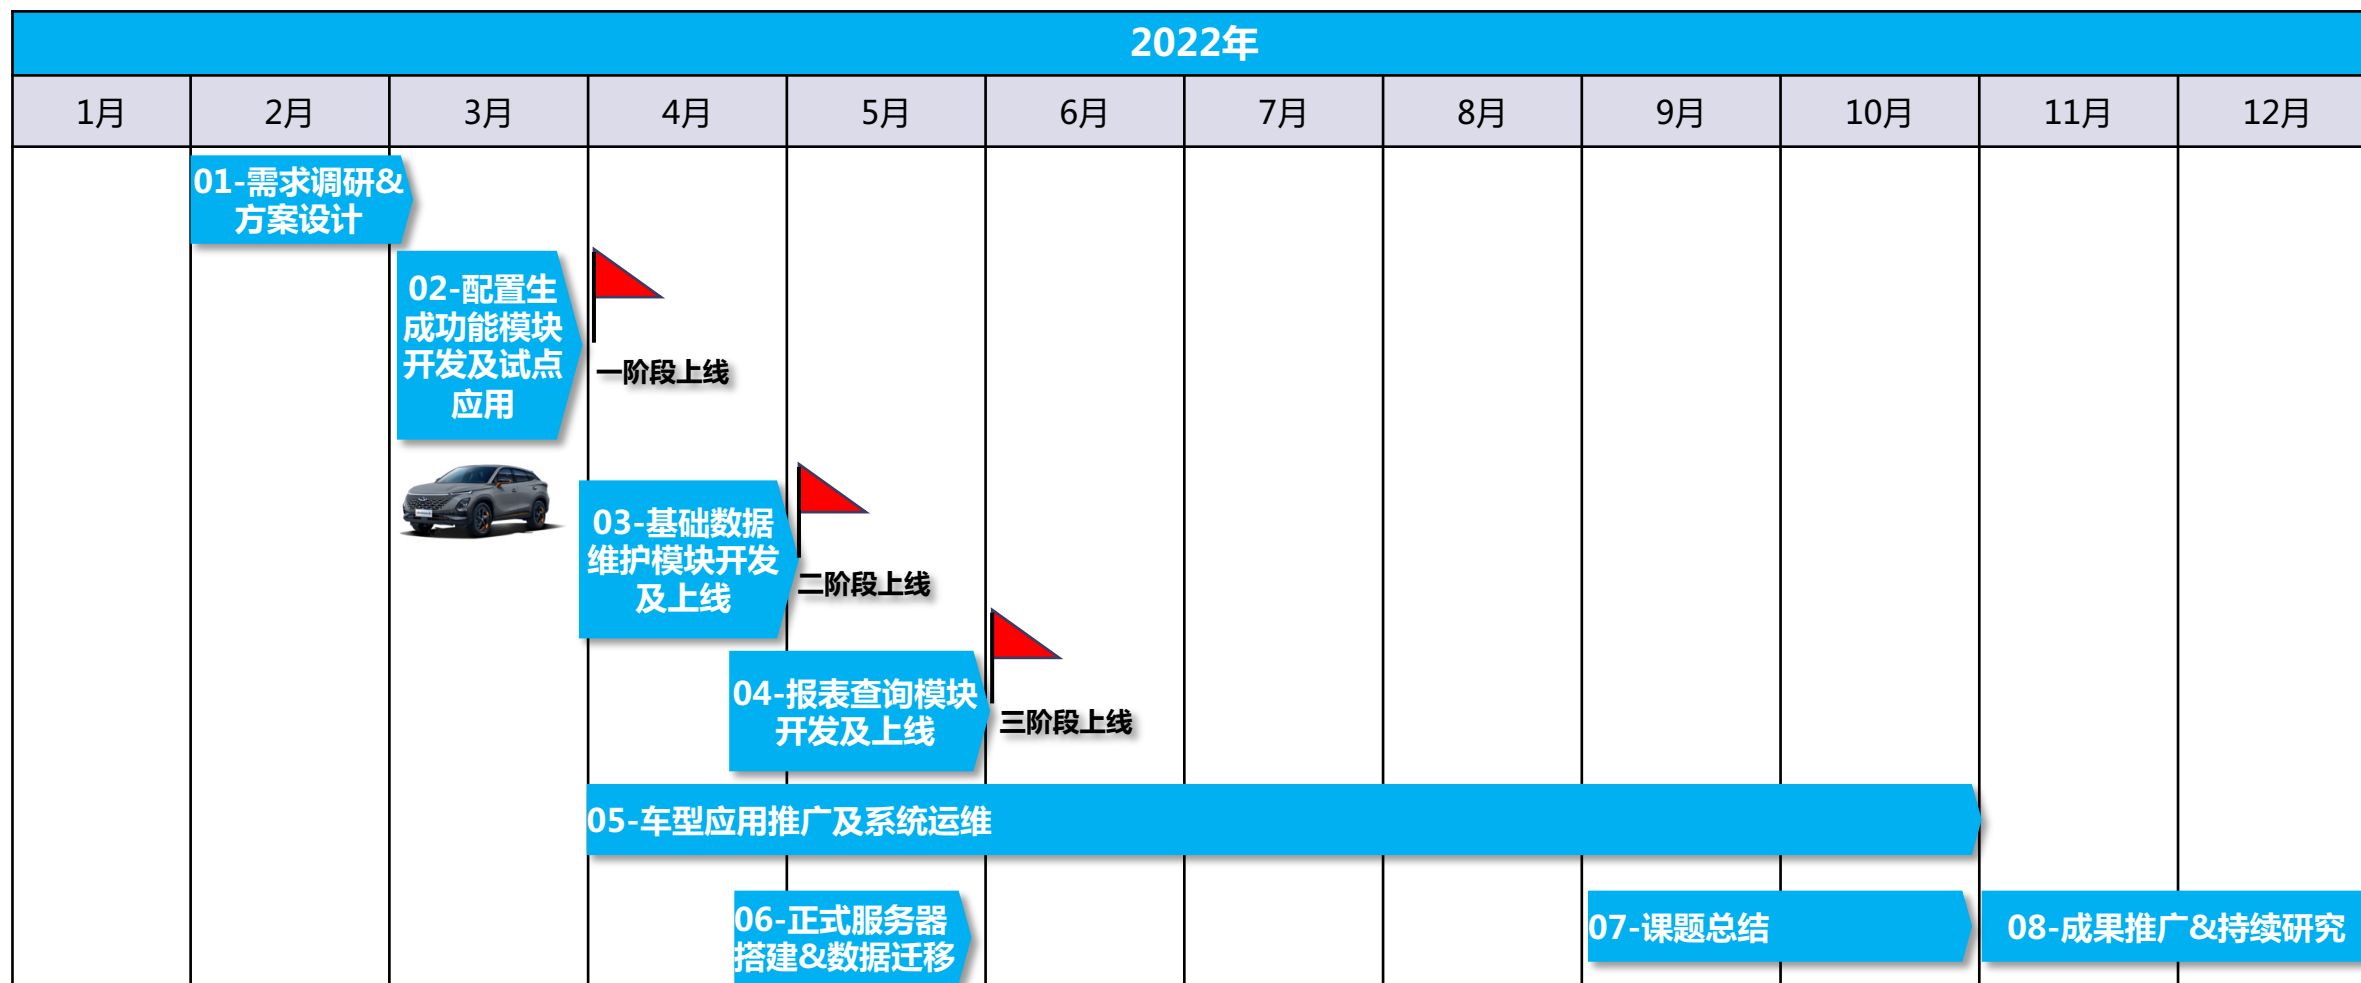 2022年
1月
2月
3月
4月
5月
6月
7月
8月
9月
10月
11月
12月
01-需求调研&
方案设计
02-配置生
成功能模块
开发及试点
应用
一阶段上线
03-基础数据
维护模块开发
及上线
二阶段上线
04-报表查询模块
开发及上线
三阶段上线
05-车型应用推广及系统运维
06-正式服务器
搭建&数据迁移
07-课题总结
08-成果推广&持续研究